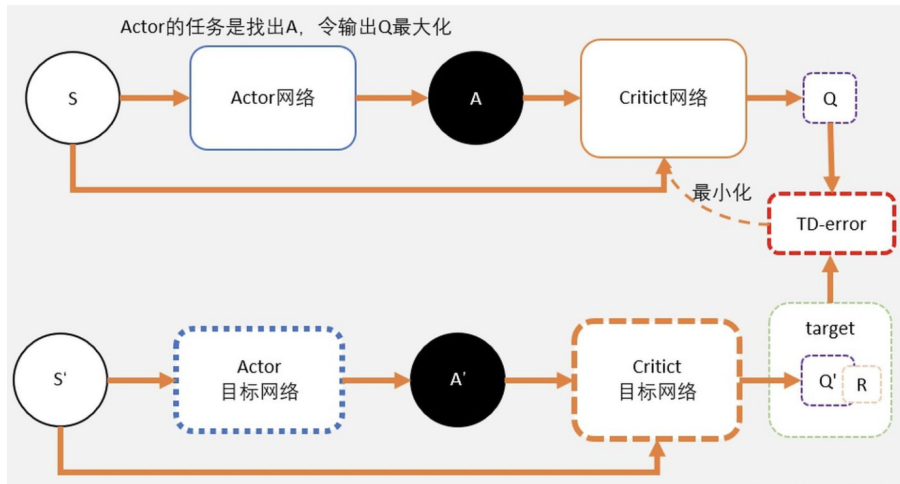 Actor的任务是找出A，令输出Q最大化
S
Actor网络
A
Critict网络
Q
最小化
TD-error
S‘
Actor
目标网络
A'
Critict
目标网络
target
Q'
R